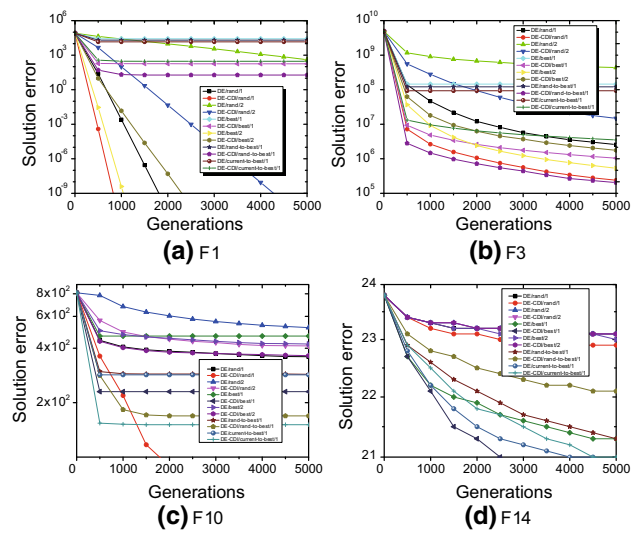 10^5
10^3
10^1
10^-1
10^-3
10^-5
10^-7
10^-9
Solution error
0 1000 2000 3000 4000 5000
Generations
DE/rand/1
DE-CDI/rand/1
DE/rand/2
DE-CDI/rand/2
DE/best/1
DE-CDI/best/1
DE/best/2
DE-CDI/best/2
DE/rand-to-best/1
DE-CDI/rand-to-best/1
DE/current-to-best/1
DE-CDI/current-to-best/1
(a) F1
10^10
10^9
10^8
10^7
10^6
10^5
Solution error
0 1000 2000 3000 4000 5000
Generations
DE/rand/1
DE-CDI/rand/1
DE/rand/2
DE-CDI/rand/2
DE/best/1
DE-CDI/best/1
DE/best/2
DE-CDI/best/2
DE/rand-to-best/1
DE-CDI/rand-to-best/1
DE/current-to-best/1
DE-CDI/current-to-best/1
(b) F3
8x10^2
6x10^2
4x10^2
2x10^2
Solution error
0 1000 2000 3000 4000 5000
Generations
DE/rand/1
DE-CDI/rand/1
DE/rand/2
DE-CDI/rand/2
DE/best/1
DE-CDI/best/1
DE/best/2
DE-CDI/best/2
DE/rand-to-best/1
DE-CDI/rand-to-best/1
DE/current-to-best/1
DE-CDI/current-to-best/1
(c) F10
24
23
22
21
Solution error
0 1000 2000 3000 4000 5000
Generations
DE/rand/1
DE-CDI/rand/1
DE/rand/2
DE-CDI/rand/2
DE/best/1
DE-CDI/best/1
DE/best/2
DE-CDI/best/2
DE/rand-to-best/1
DE-CDI/rand-to-best/1
DE/current-to-best/1
DE-CDI/current-to-best/1
(d) F14